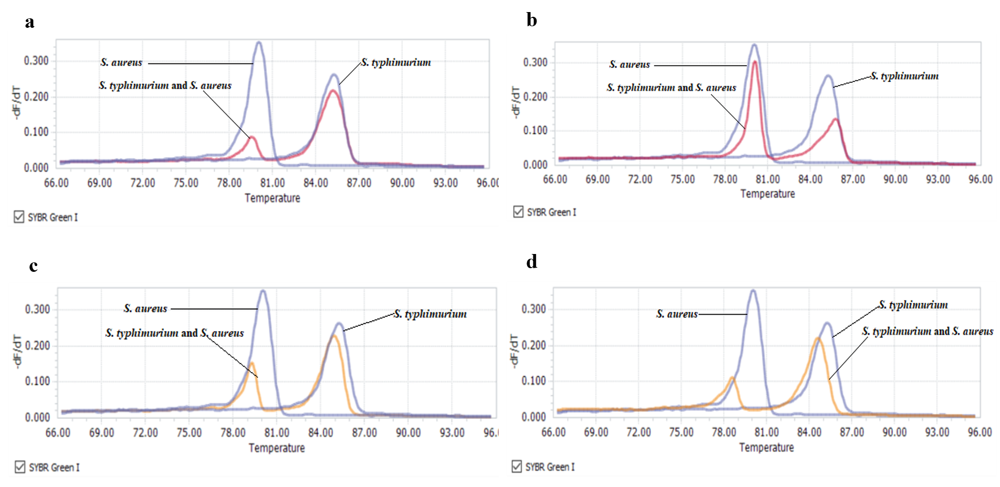 a
S. aureus
S. typhimurium
S. typhimurium and S. aureus
-dF/dT
0.300
0.200
0.100
0.000
66.00 69.00 72.00 75.00 78.00 81.00 84.00 87.00 90.00 93.00 96.0
Temperature
SYBR Green I
b
S. aureus
S. typhimurium
S. typhimurium and S. aureus
-dF/dT
0.300
0.200
0.100
0.000
66.00 69.00 72.00 75.00 78.00 81.00 84.00 87.00 90.00 93.00 96.00
Temperature
SYBR Green I
c
S. aureus
S. typhimurium
S. typhimurium and S. aureus
-dF/dT
0.300
0.200
0.100
0.000
66.00 69.00 72.00 75.00 78.00 81.00 84.00 87.00 90.00 93.00 96.
Temperature
SYBR Green I
d
S. typhimurium
S. aureus
S. typhimurium and S. aureus
-dF/dT
0.300
0.200
0.100
0.000
66.00 69.00 72.00 75.00 78.00 81.00 84.00 87.00 90.00 93.00 96.00
Temperature
SYBR Green I